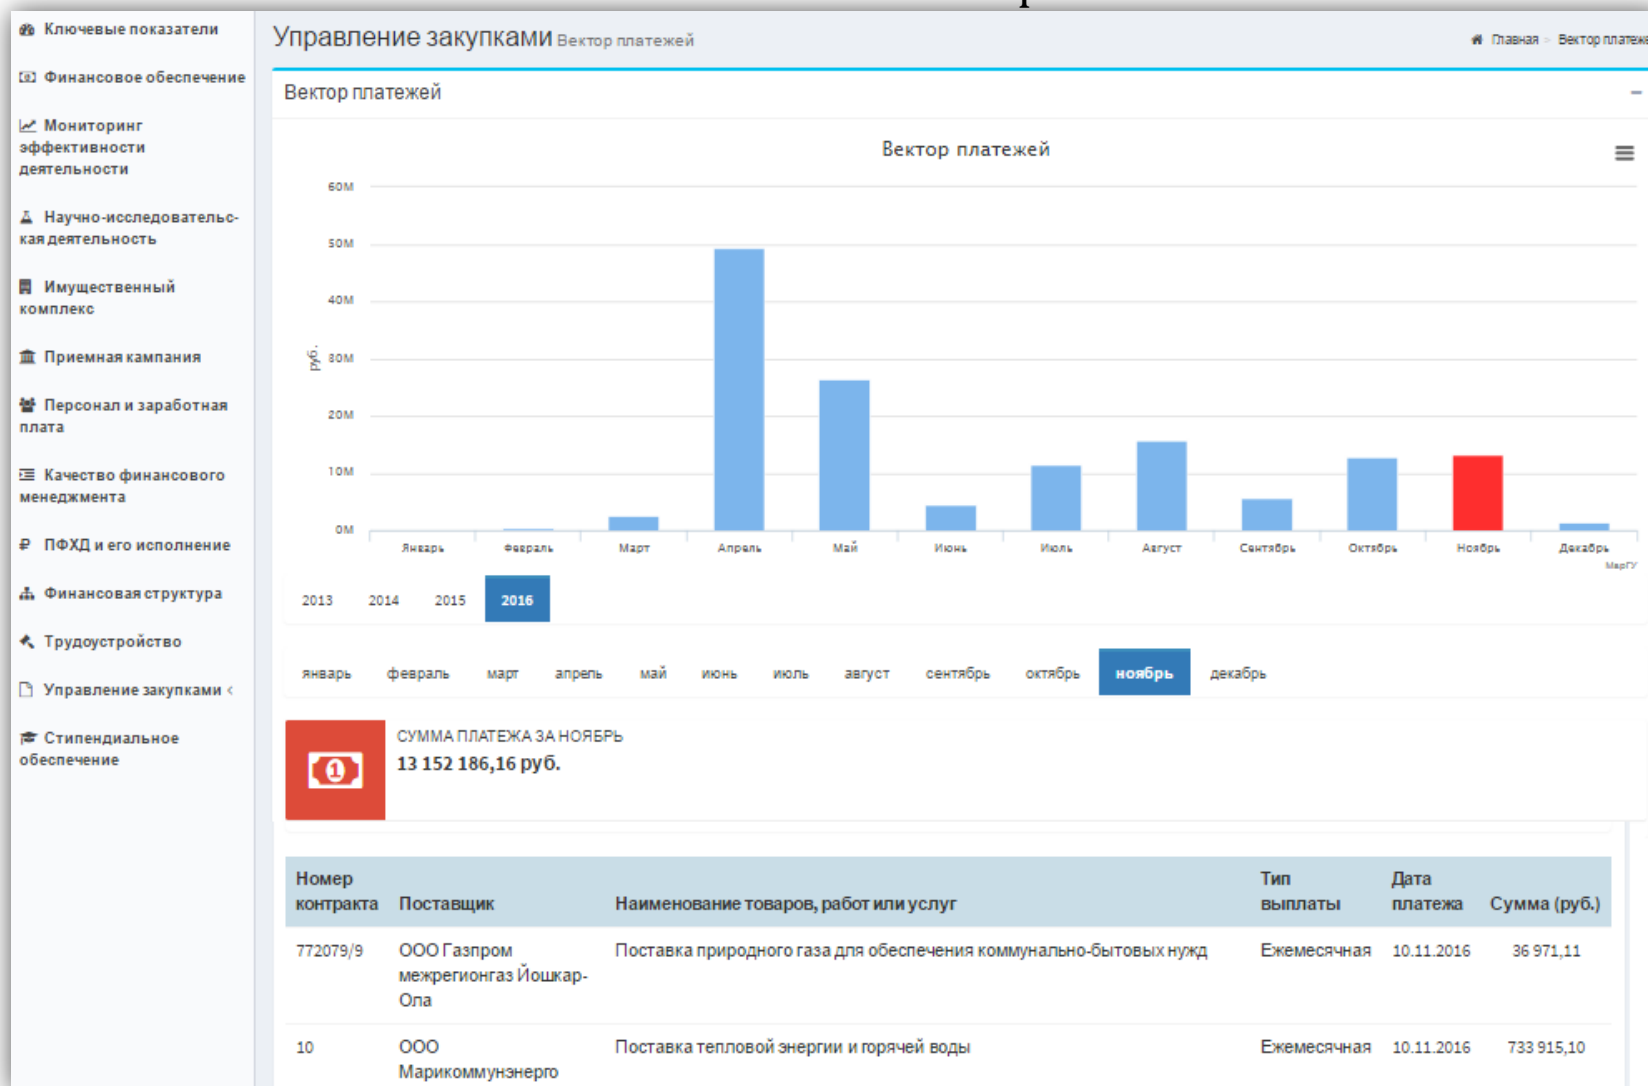 Ключевые показатели
Финансовое обеспечение
Мониторинг
эффективности
деятельности
Научно-исследовательс-
кая деятельность
Имущественный
комплекс
Приемная кампания
Персонал и заработная
плата
Качество финансового
менеджмента
₽ ПФХД и его исполнение
Финансовая структура
Трудоустройство
Управление закупками <
Стипендиальное
обеспечение
Управление закупками Вектор платежей
Главная > Вектор платеже
Вектор платежей
Вектор платежей
60M
50M
40M
30M
20M
10M
0M
руб.
Январь Февраль Март Апрель Май Июнь Июль Август Сентябрь Октябрь Ноябрь Декабрь
МарГУ
2013 2014 2015 2016
январь февраль март апрель май июнь июль август сентябрь октябрь ноябрь декабрь
СУММА ПЛАТЕЖА ЗА НОЯБРЬ
13 152 186,16 руб.
Номер контракта Поставщик Наименование товаров, работ или услуг Тип выплаты Дата платежа Сумма (руб.)
772079/9 ООО Газпром Поставка природного газа для обеспечения коммунально-бытовых нужд Ежемесячная 10.11.2016 36 971,11
межрегионгаз Йошкар-
Ола
10 ООО Поставка тепловой энергии и горячей воды Ежемесячная 10.11.2016 733 915,10
Марикоммунэнерго